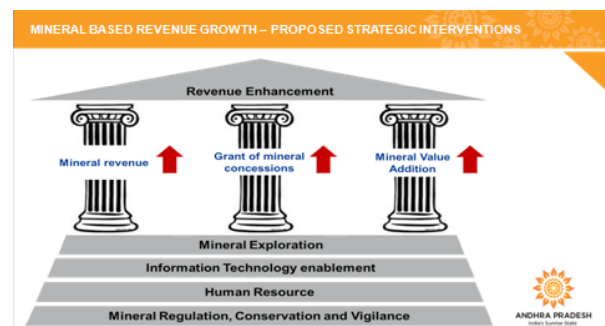 MINERAL BASED REVENUE GROWTH – PROPOSED STRATEGIC INTERVENTIONS
Revenue Enhancement
Mineral revenue
Grant of mineral
concessions
Mineral Value
Addition
Mineral Exploration
Information Technology enablement
Human Resource
Mineral Regulation, Conservation and Vigilance
ANDHRA PRADESH
India's Sunrise State